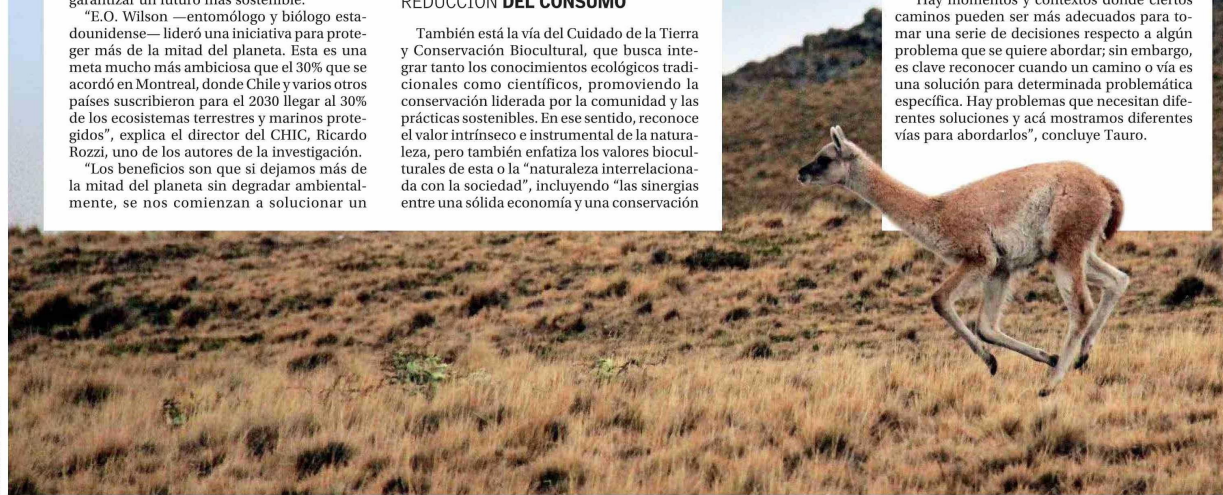 garantizar un futuro más sostenible.
“E.O. Wilson —entomólogo y biólogo esta-
dounidense— lideró una iniciativa para prote-
ger más de la mitad del planeta. Esta es una
meta mucho más ambiciosa que el 30% que se
acordó en Montreal, donde Chile y varios otros
países suscribieron para el 2030 llegar al 30%
de los ecosistemas terrestres y marinos prote-
gidos”, explica el director del CHIC, Ricardo
Rozzi, uno de los autores de la investigación.
“Los beneficios son que si dejamos más de
la mitad del planeta sin degradar ambiental-
mente, se nos comienzan a solucionar un
REDUCCIÓN DEL CONSUMO
También está la vía del Cuidado de la Tierra
y Conservación Biocultural, que busca inte-
grar tanto los conocimientos ecológicos tradi-
cionales como científicos, promoviendo la
conservación liderada por la comunidad y las
prácticas sostenibles. En ese sentido, reconoce
el valor intrínseco e instrumental de la natura-
leza, pero también enfatiza los valores biocul-
turales de esta o la “naturaleza interrelaciona-
da con la sociedad”, incluyendo “las sinergias
entre una sólida economía y una conservación
“Hay momentos y contextos donde ciertos
caminos pueden ser más adecuados para to-
mar una serie de decisiones respecto a algún
problema que se quiere abordar; sin embargo,
es clave reconocer cuando un camino o vía es
una solución para determinada problemática
específica. Hay problemas que necesitan dife-
rentes soluciones y acá mostramos diferentes
vías para abordarlos”, concluye Tauro.